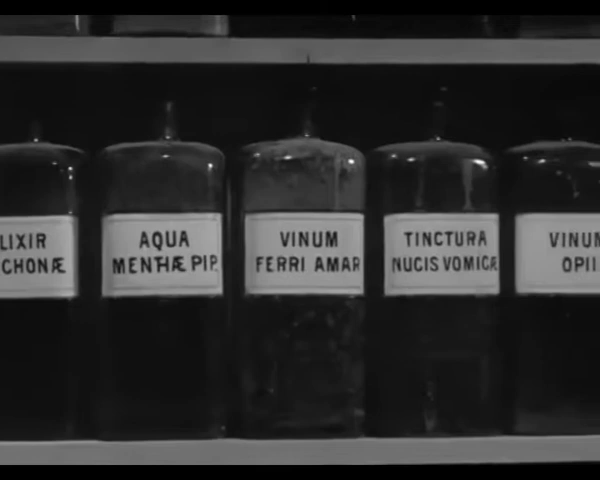 LIXIR
CHONÆ
AQUA
MENTHÆ PIP.
VINUM
FERRI AMAR
TINCTURA
NUCIS VOMICÆ
VINUM
OPII